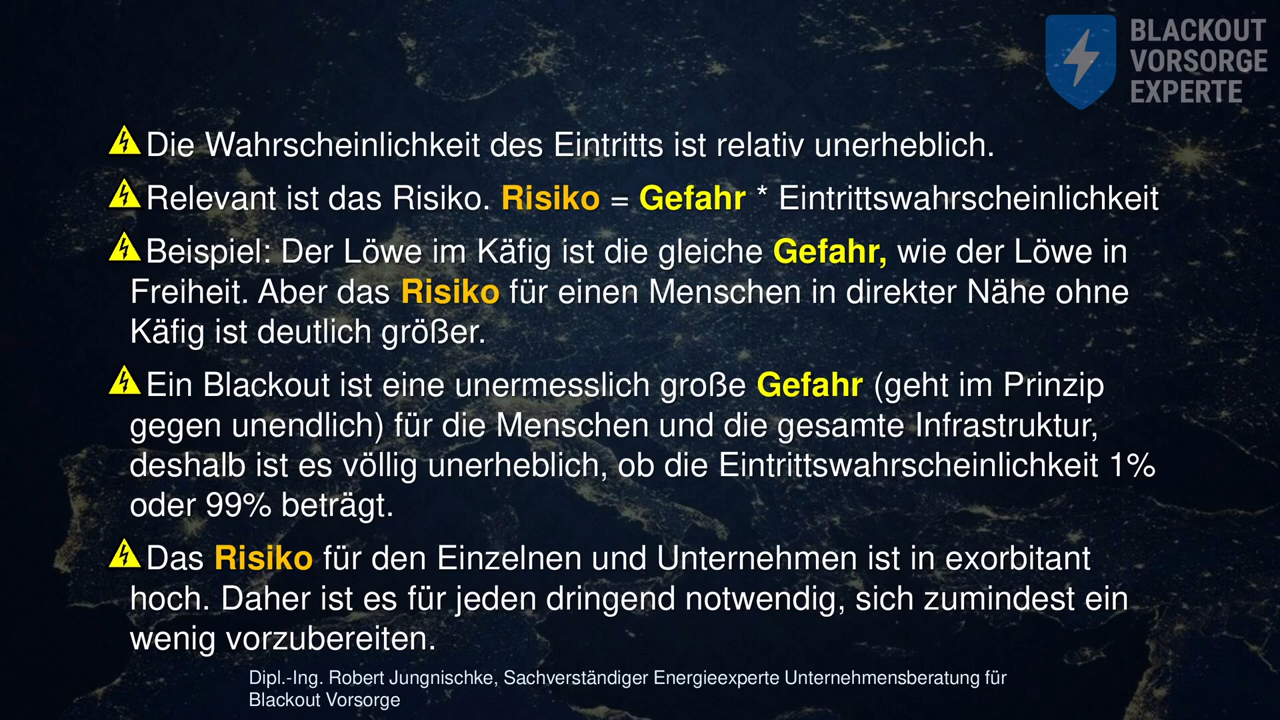 BLACKOUT
VORSORGE
EXPERTE
Die Wahrscheinlichkeit des Eintritts ist relativ unerheblich.
Relevant ist das Risiko. Risiko = Gefahr * Eintrittswahrscheinlichkeit
Beispiel: Der Löwe im Käfig ist die gleiche Gefahr, wie der Löwe in
Freiheit. Aber das Risiko für einen Menschen in direkter Nähe ohne
Käfig ist deutlich größer.
Ein Blackout ist eine unermesslich große Gefahr (geht im Prinzip
gegen unendlich) für die Menschen und die gesamte Infrastruktur,
deshalb ist es völlig unerheblich, ob die Eintrittswahrscheinlichkeit 1%
oder 99% beträgt.
Das Risiko für den Einzelnen und Unternehmen ist in exorbitant
hoch. Daher ist es für jeden dringend notwendig, sich zumindest ein
wenig vorzubereiten.
Dipl.-Ing. Robert Jungnischke, Sachverständiger Energieexperte Unternehmensberatung für
Blackout Vorsorge